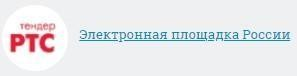 тендер
РТС
Электронная площадка России